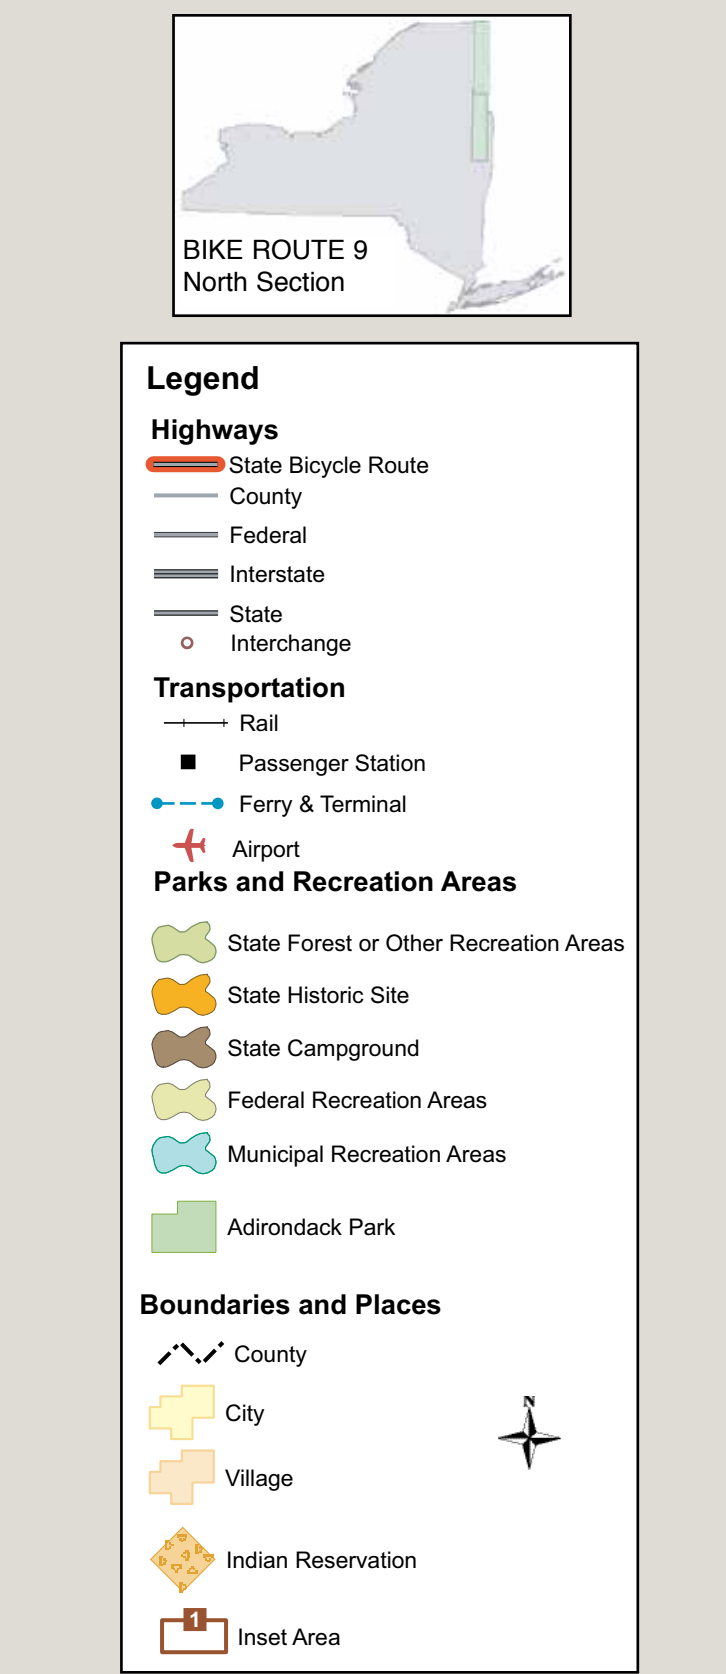 BIKE ROUTE 9
North Section
Legend
Highways
State Bicycle Route
County
Federal
Interstate
State
Interchange
Transportation
Rail
Passenger Station
Ferry & Terminal
Airport
Parks and Recreation Areas
State Forest or Other Recreation Areas
State Historic Site
State Campground
Federal Recreation Areas
Municipal Recreation Areas
Adirondack Park
Boundaries and Places
County
N
City
Village
Indian Reservation
1
Inset Area